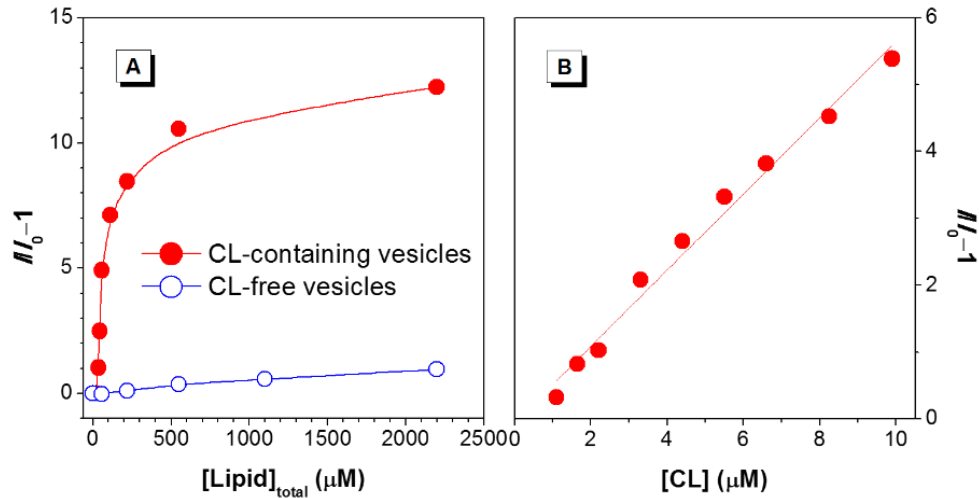 A
B
I/I0–1
15
10
5
0
CL-containing vesicles
CL-free vesicles
0 500 1000 1500 2000 2500
[Lipid]total (μM)
0 2 4 6 8 10
[CL] (μM)
6
4
2
0
I/I0–1